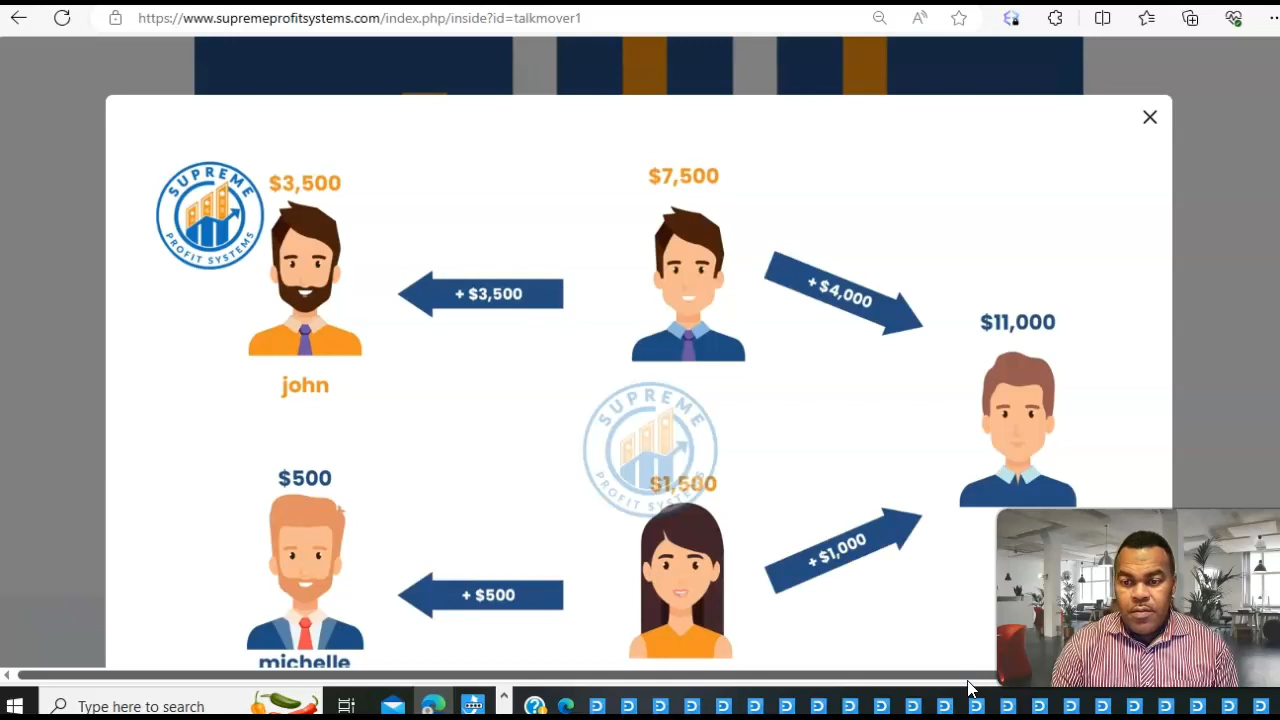 https://www.supremeprofitsystems.com/index.php/inside?id=talkmover1
SUPREME
PROFIT SYSTEMS
$3,500
$7,500
+ $3,500
+ $4,000
$11,000
john
SUPREME
PROFIT SYSTEMS
$500
$1,500
+ $500
+ $1,000
michelle
Type here to search